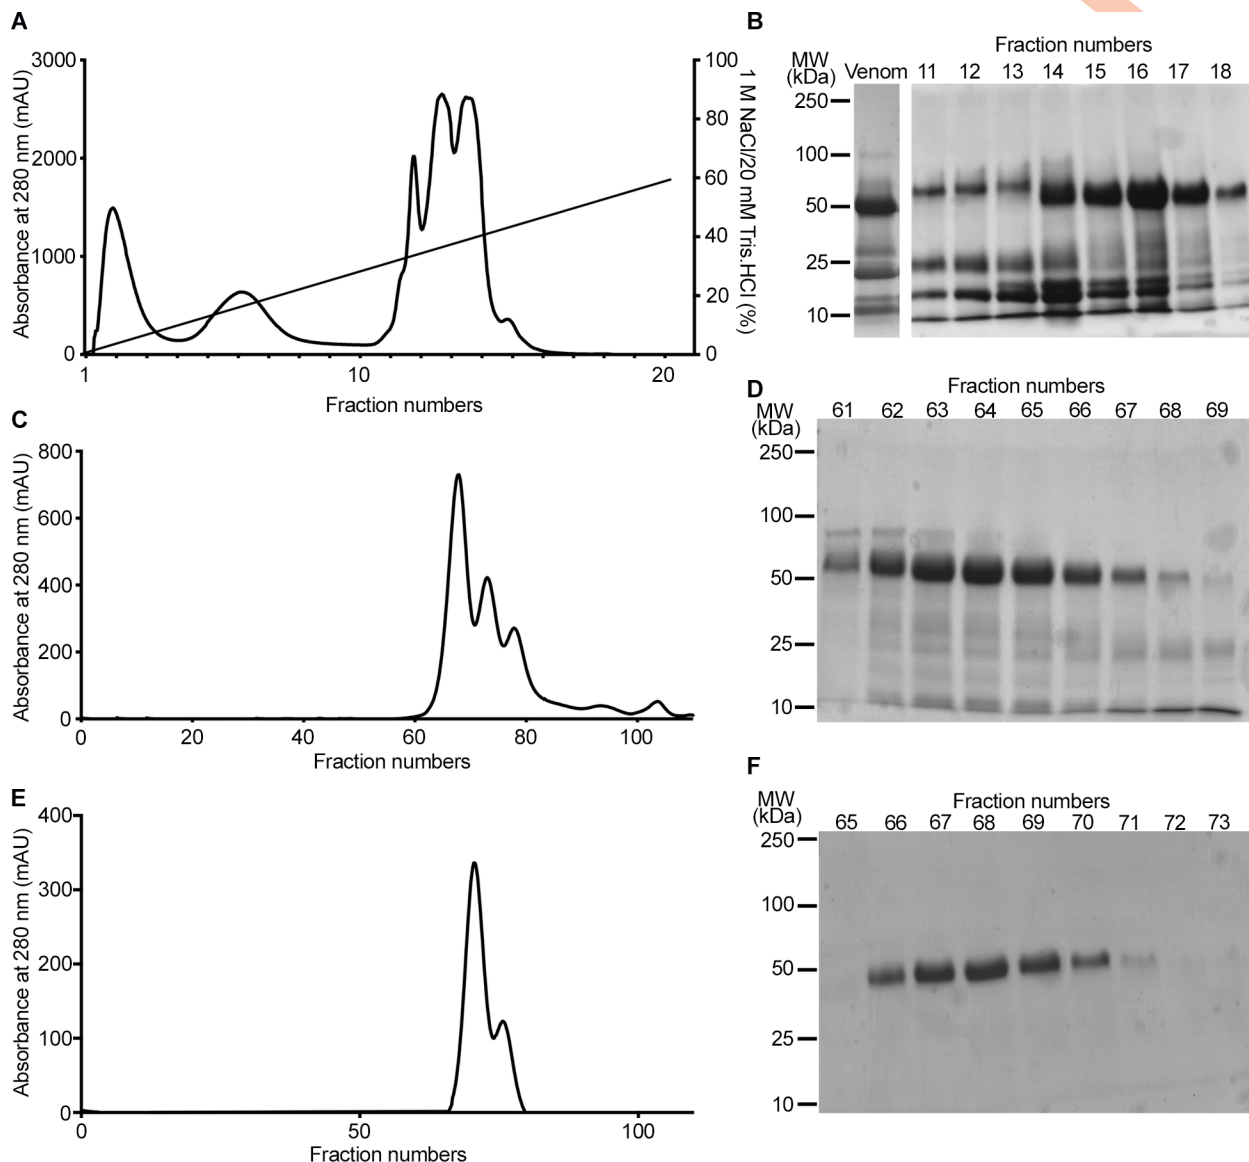 A
Absorbance at 280 nm (mAU)
3000
2000
1000
0
100
80
60
40
20
0
1 M NaCl/20 mM Tris.HCl (%)
1 10 20
Fraction numbers
B
Fraction numbers
MW
(kDa)
Venom 11 12 13 14 15 16 17 18
250
100
50
25
10
C
Absorbance at 280 nm (mAU)
800
600
400
200
0
0 20 40 60 80 100
Fraction numbers
D
Fraction numbers
MW
(kDa)
61 62 63 64 65 66 67 68 69
250
100
50
25
10
E
Absorbance at 280 nm (mAU)
400
300
200
100
0
0 50 100
Fraction numbers
F
Fraction numbers
MW
(kDa)
65 66 67 68 69 70 71 72 73
250
100
50
25
10